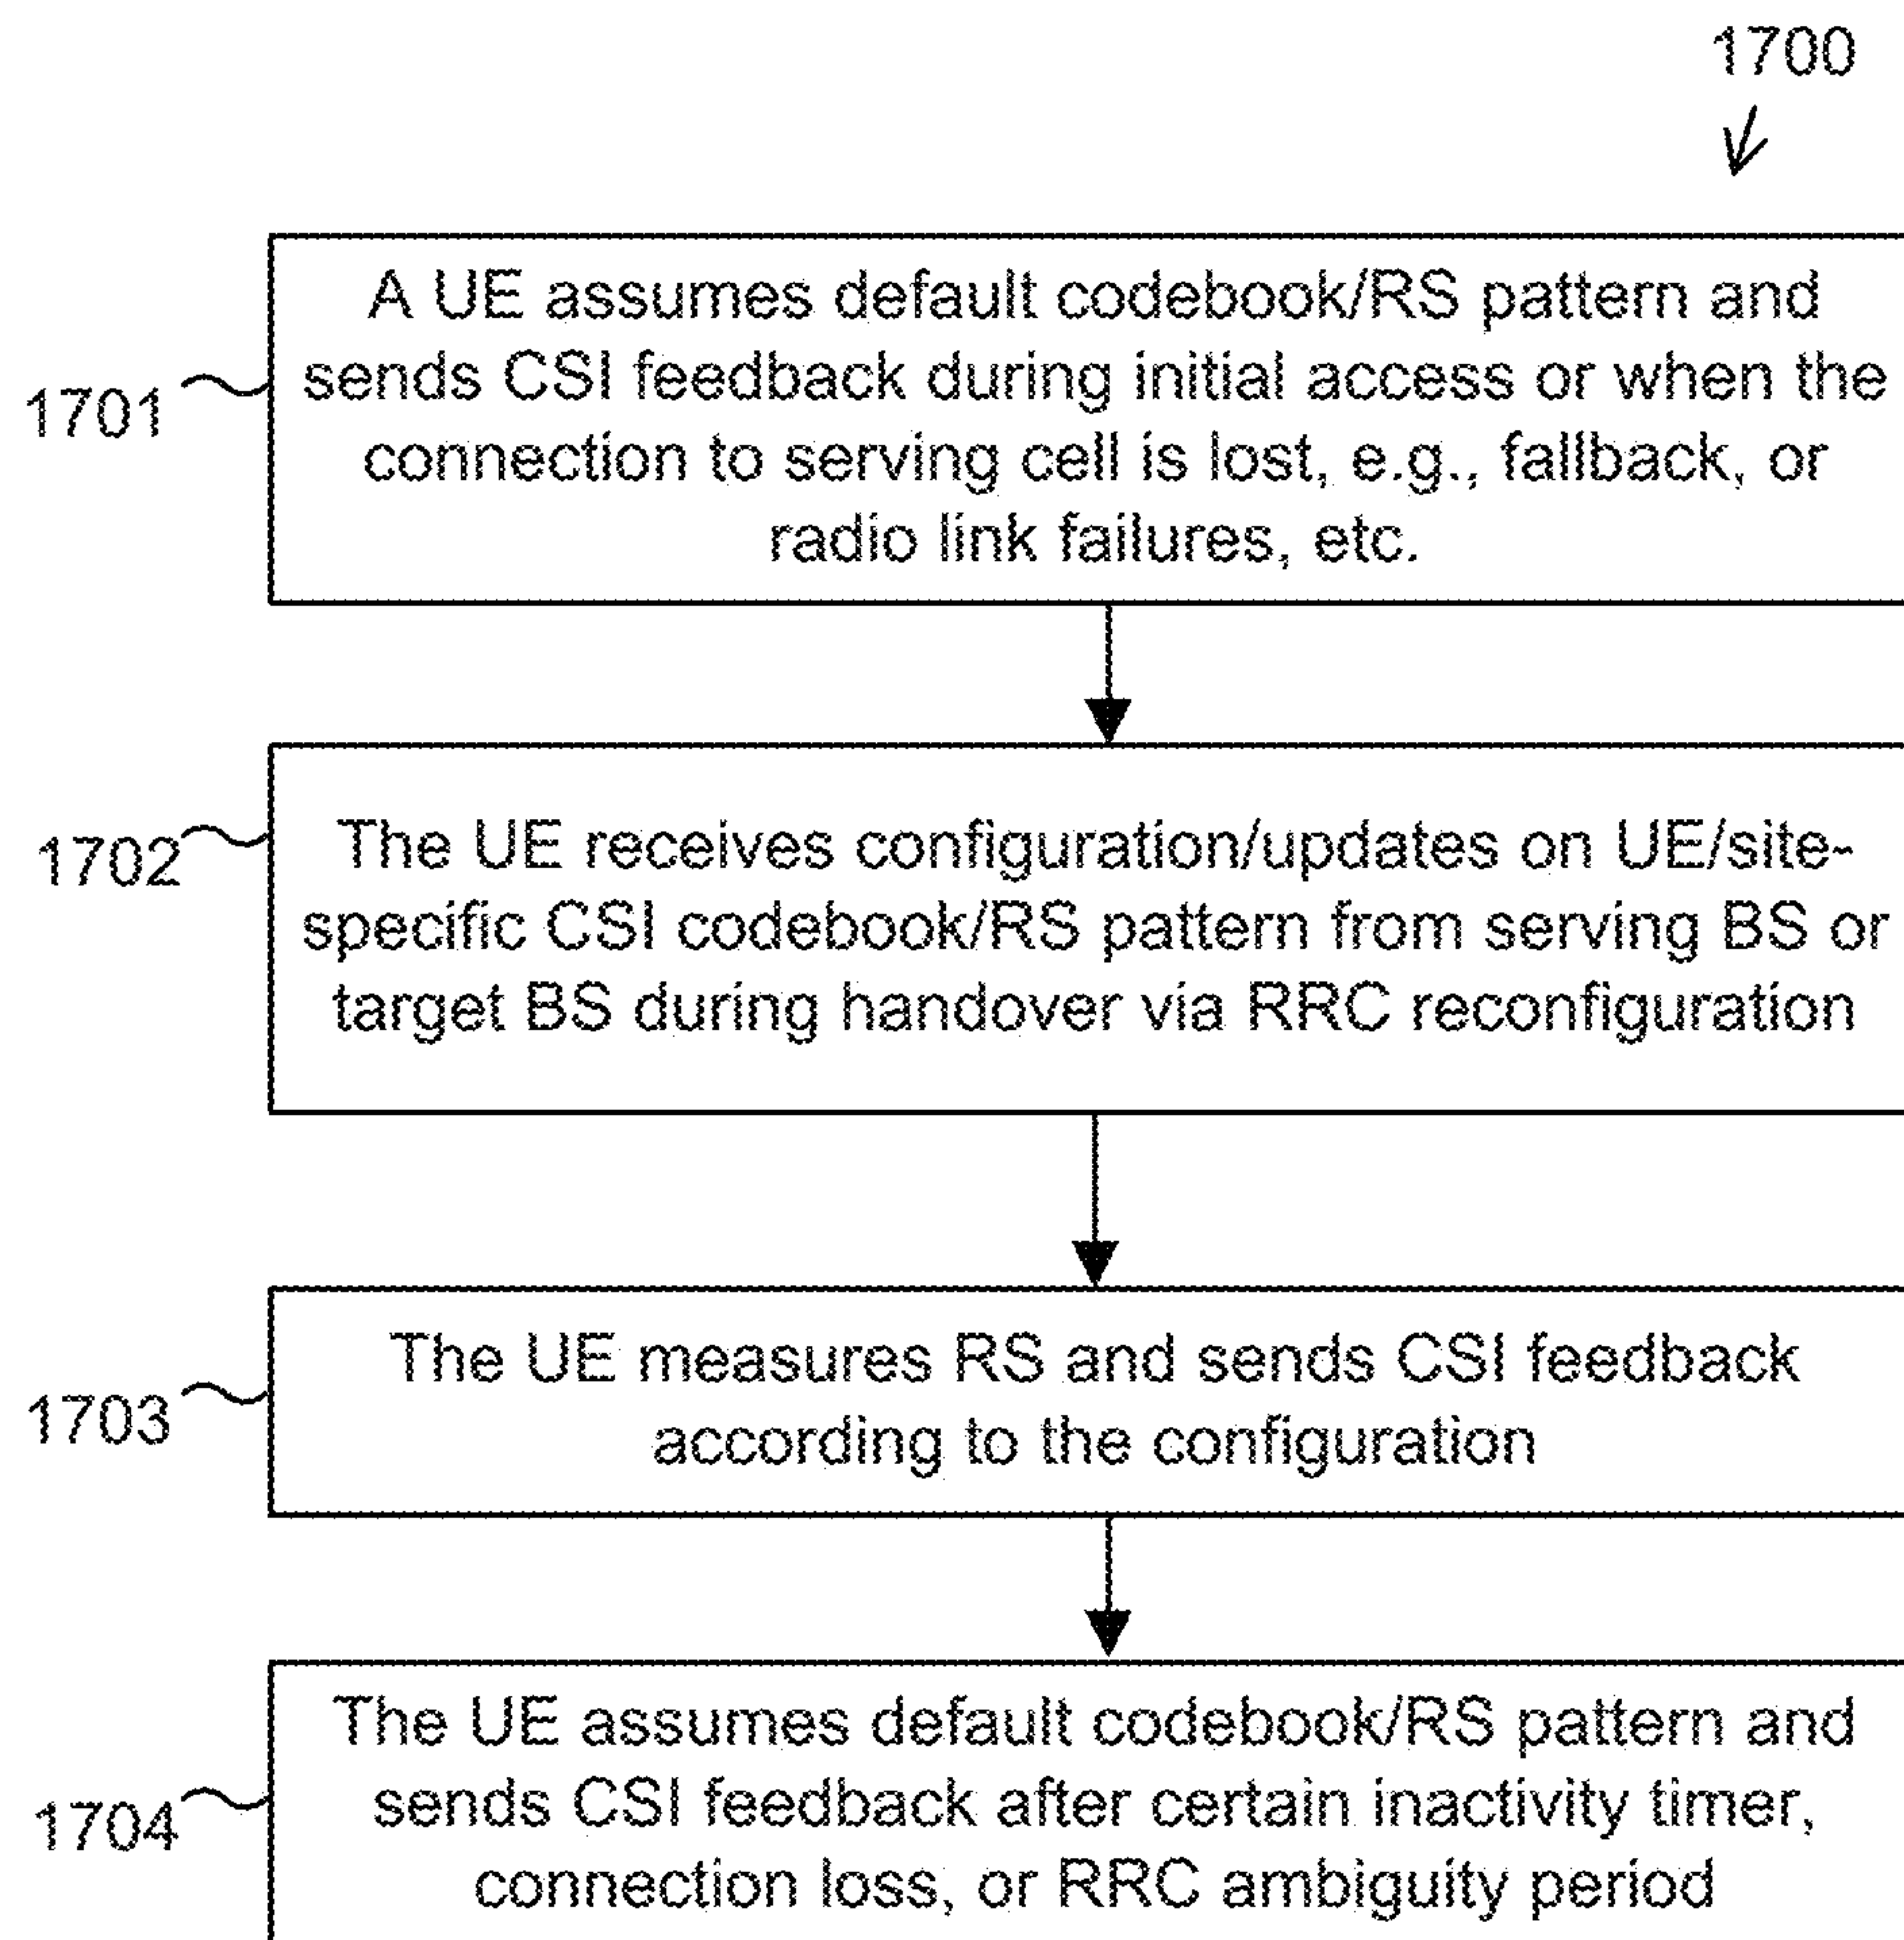 1700
A UE assumes default codebook/RS pattern and
sends CSI feedback during initial access or when the
connection to serving cell is lost, e.g., fallback, or
radio link failures, etc.
1701
The UE receives configuration/updates on UE/site-
specific CSI codebook/RS pattern from serving BS or
target BS during handover via RRC reconfiguration
1702
The UE measures RS and sends CSI feedback
according to the configuration
1703
The UE assumes default codebook/RS pattern and
sends CSI feedback after certain inactivity timer,
connection loss, or RRC ambiguity period
1704